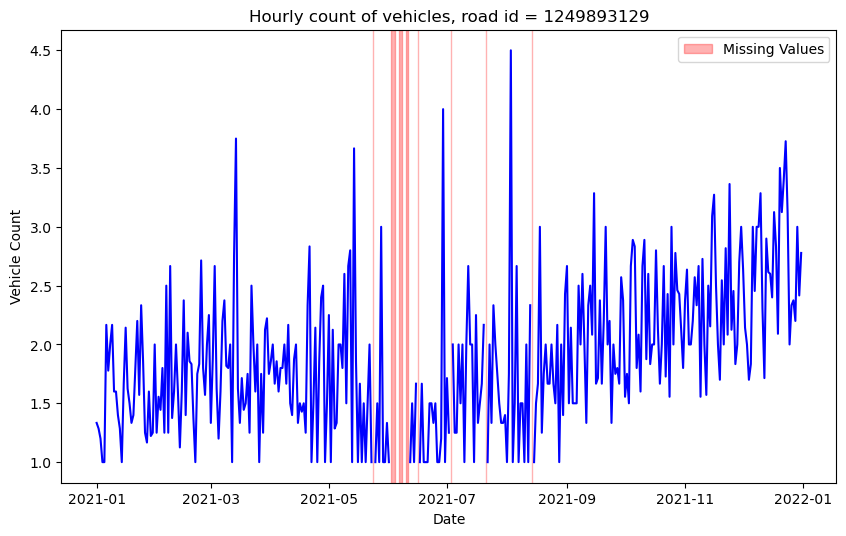 Hourly count of vehicles, road id = 1249893129
Missing Values
Vehicle Count
4.5
4.0
3.5
3.0
2.5
2.0
1.5
1.0
2021-01 2021-03 2021-05 2021-07 2021-09 2021-11 2022-01
Date